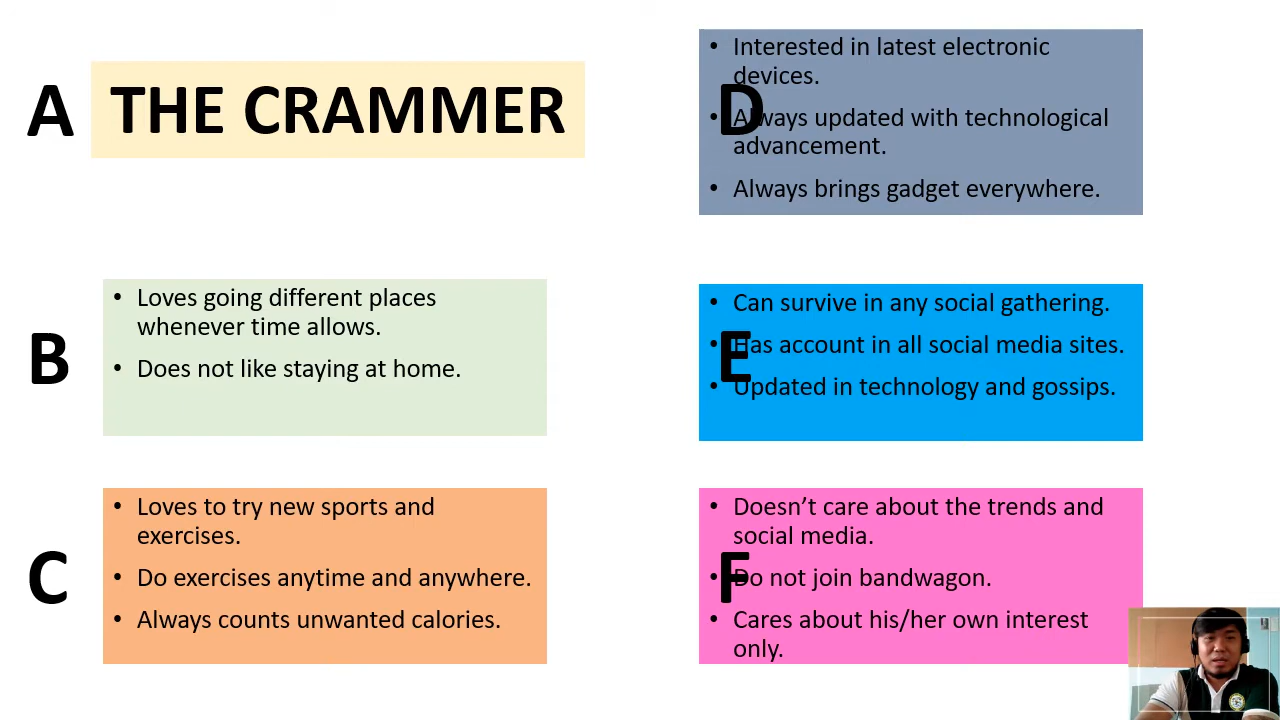 A
THE CRAMMER
B
• Loves going different places
whenever time allows.
• Does not like staying at home.
C
• Loves to try new sports and
exercises.
• Do exercises anytime and anywhere.
• Always counts unwanted calories.
D
• Interested in latest electronic
devices.
• Always updated with technological
advancement.
• Always brings gadget everywhere.
E
• Can survive in any social gathering.
• Has account in all social media sites.
• Updated in technology and gossips.
F
• Doesn’t care about the trends and
social media.
• Do not join bandwagon.
• Cares about his/her own interest
only.